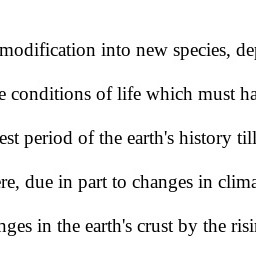 modification into new species, de
e conditions of life which must ha
est period of the earth's history till
ere, due in part to changes in clima
nges in the earth's crust by the risi